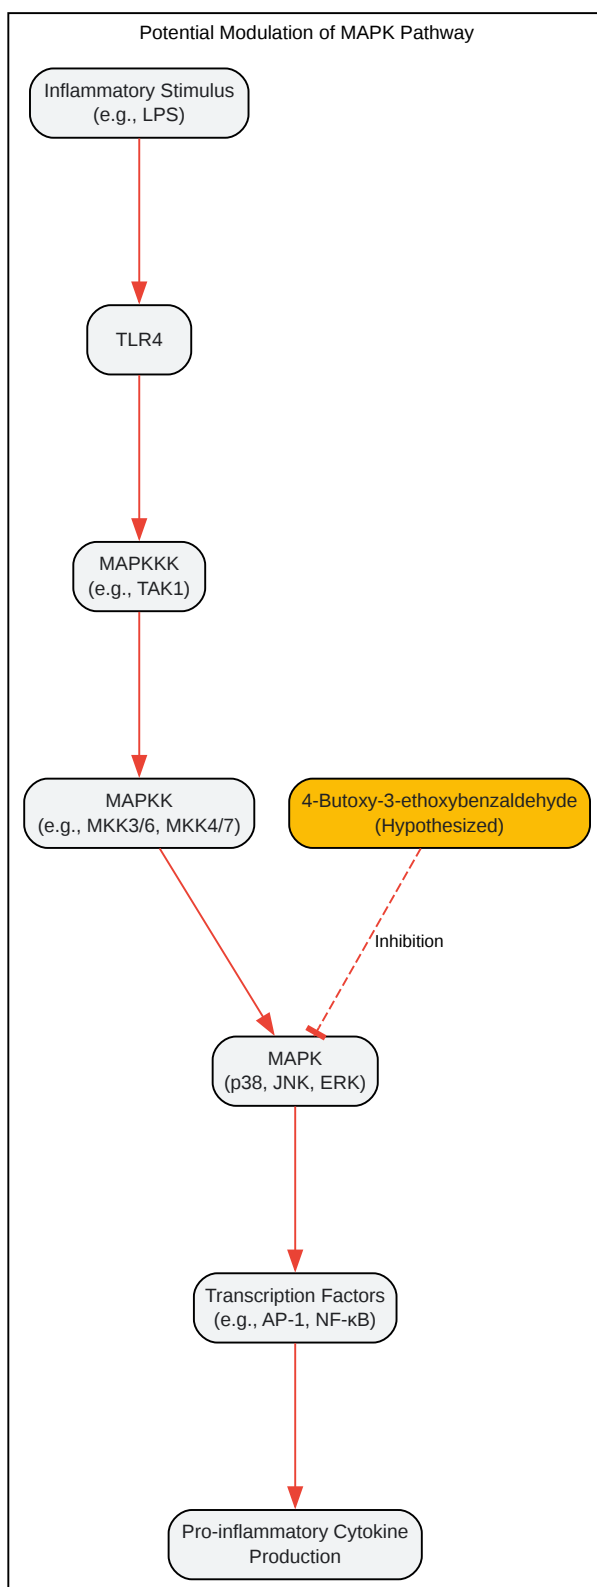 Potential Modulation of MAPK Pathway
Inflammatory Stimulus
(e.g., LPS)
TLR4
MAPKKK
(e.g., TAK1)
MAPKK
(e.g., MKK3/6, MKK4/7)
4-Butoxy-3-ethoxybenzaldehyde
(Hypothesized)
Inhibition
MAPK
(p38, JNK, ERK)
Transcription Factors
(e.g., AP-1, NF-κB)
Pro-inflammatory Cytokine
Production